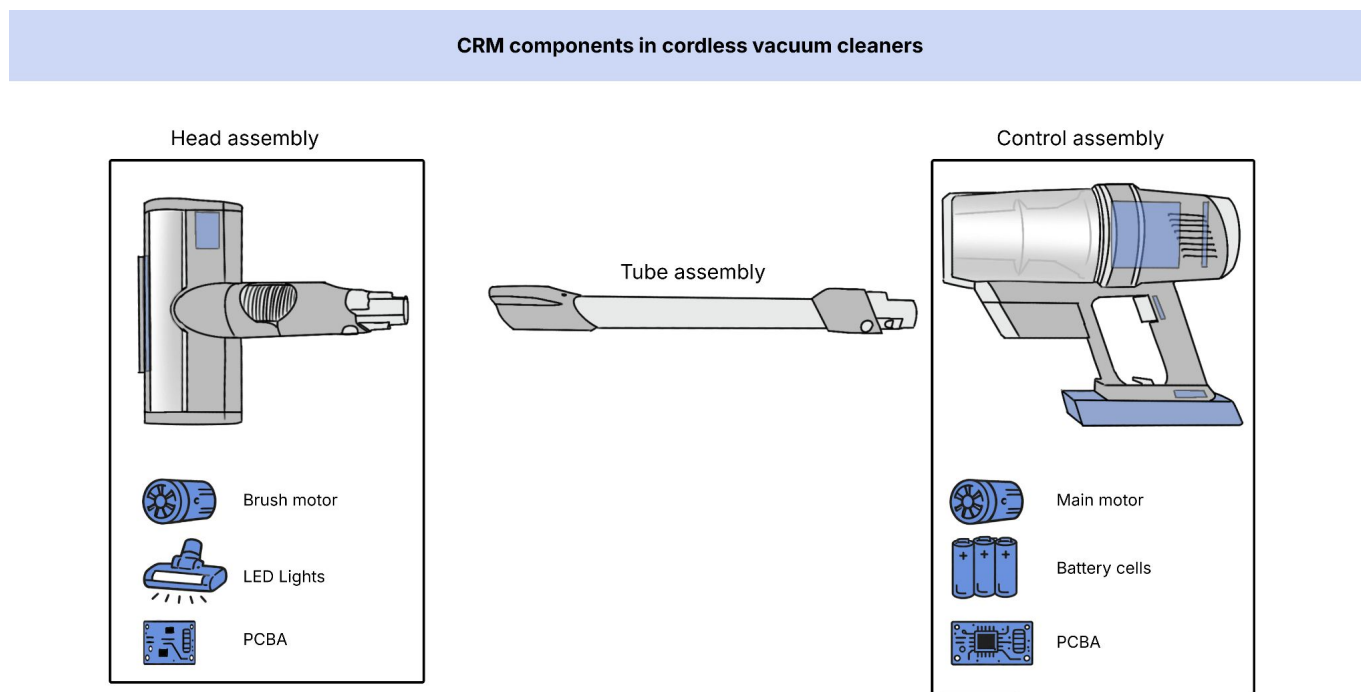 CRM components in cordless vacuum cleaners
Head assembly
Brush motor
LED Lights
PCBA
Tube assembly
Control assembly
Main motor
Battery cells
PCBA